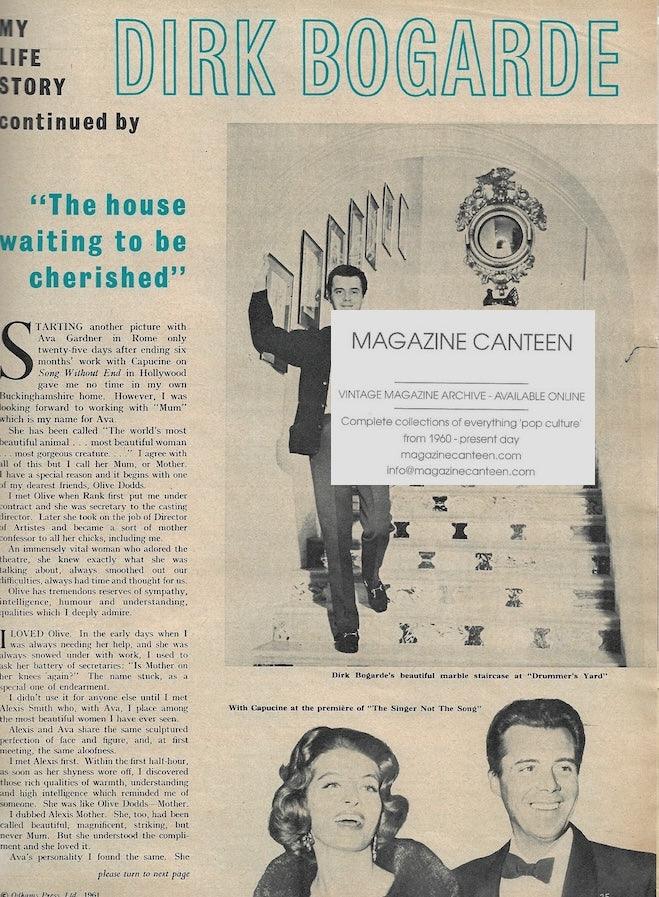 MY
LIFE
STORY
continued by
DIRK BOGARDE
"The house
waiting to be
cherished"
STARTING another picture with
Ava Gardner in Rome only
twenty-five days after ending six
months' work with Capucine on
Song Without End in Hollywood
gave me no time in my own
Buckinghamshire home. However, I was
looking forward to working with "Mum"
which is my name for Ava.
She has been called "The world's most
beautiful animal . . . most beautiful woman
. . . most gorgeous creature. . . ." I agree with
all of this but I call her Mum, or Mother.
I have a special reason and it begins with one
of my dearest friends, Olive Dodds.
I met Olive when Rank first put me under
contract and she was secretary to the casting
director. Later she took on the job of Director
of Artistes and became a sort of mother
confessor to all her chicks, including me.
An immensely vital woman who adored the
theatre, she knew exactly what she was
talking about, always smoothed out our
difficulties, always had time and thought for us.
Olive has tremendous reserves of sympathy,
intelligence, humour and understanding,
qualities which I deeply admire.
I LOVED Olive. In the early days when I
was always needing her help, and she was
always snowed under with work, I used to
ask her battery of secretaries: "Is Mother on
her knees again?" The name stuck, as a
special one of endearment.
I didn't use it for anyone else until I met
Alexis Smith who, with Ava, I place among
the most beautiful women I have ever seen.
Alexis and Ava share the same sculptured
perfection of face and figure, and, at first
meeting, the same aloofness.
I met Alexis first. Within the first half-hour,
as soon as her shyness wore off, I discovered
those rich qualities of warmth, understanding
and high intelligence which reminded me of
someone. She was like Olive Dodds—Mother.
I dubbed Alexis Mother. She, too, had been
called beautiful, magnificent, striking, but
never Mum. But she understood the compli-
ment and she loved it.
Ava's personality I found the same. She
please turn to next page
© Odhams Press Ltd. 1961
MAGAZINE CANTEEN
VINTAGE MAGAZINE ARCHIVE - AVAILABLE ONLINE
Complete collections of everything 'pop culture'
from 1960 - present day
magazinecanteen.com
info@magazinecanteen.com
Dirk Bogarde's beautiful marble staircase at "Drummer's Yard"
With Capucine at the première of "The Singer Not The Song"